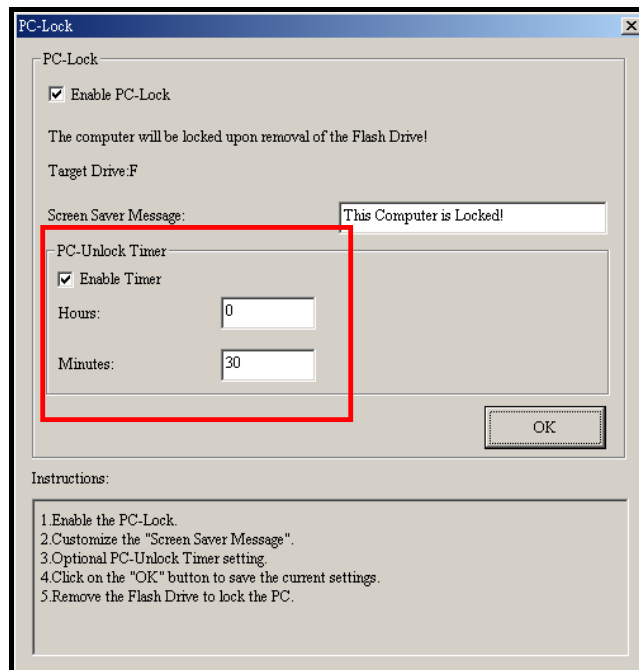 PC-Lock
PC-Lock
Enable PC-Lock
The computer will be locked upon removal of the Flash Drive!
Target Drive:F
Screen Saver Message: This Computer is Locked!
PC-Unlock Timer
Enable Timer
Hours: 0
Minutes: 30
OK
Instructions:
1.Enable the PC-Lock.
2.Customize the "Screen Saver Message".
3.Optional PC-Unlock Timer setting.
4.Click on the "OK" button to save the current settings.
5.Remove the Flash Drive to lock the PC.